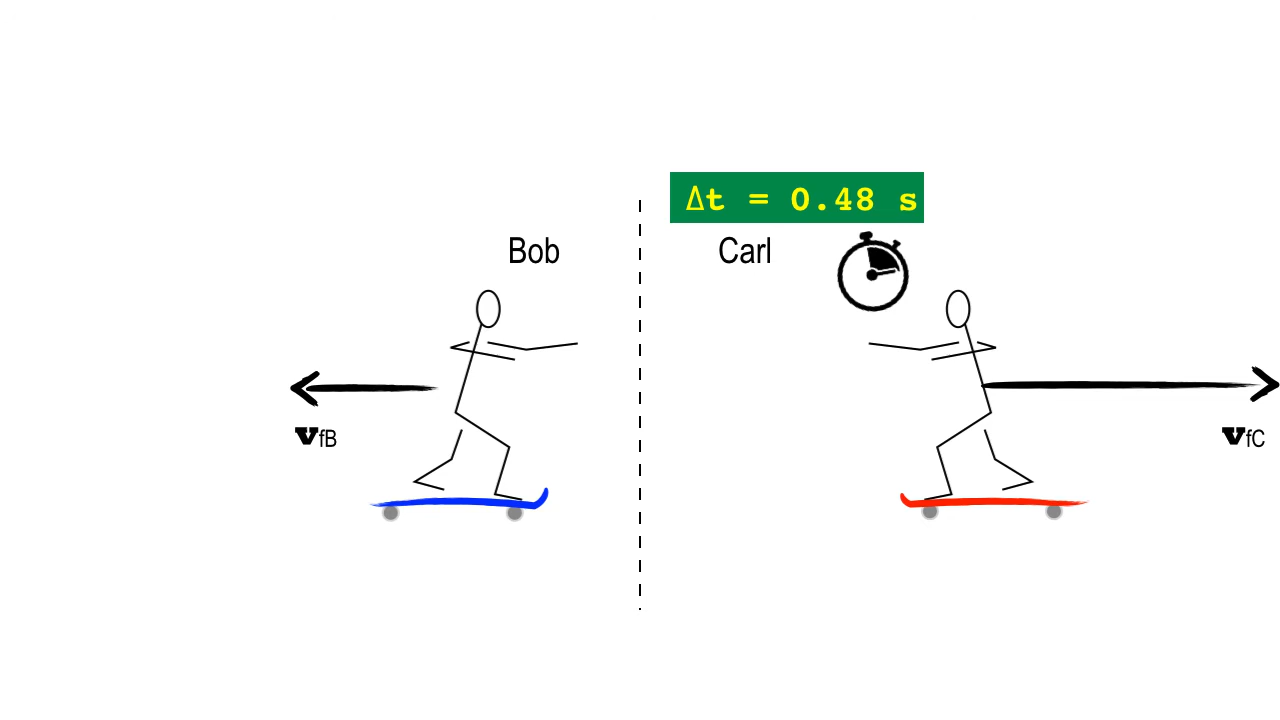 Δt = 0.48 s
Bob
Carl
vfB
vfC